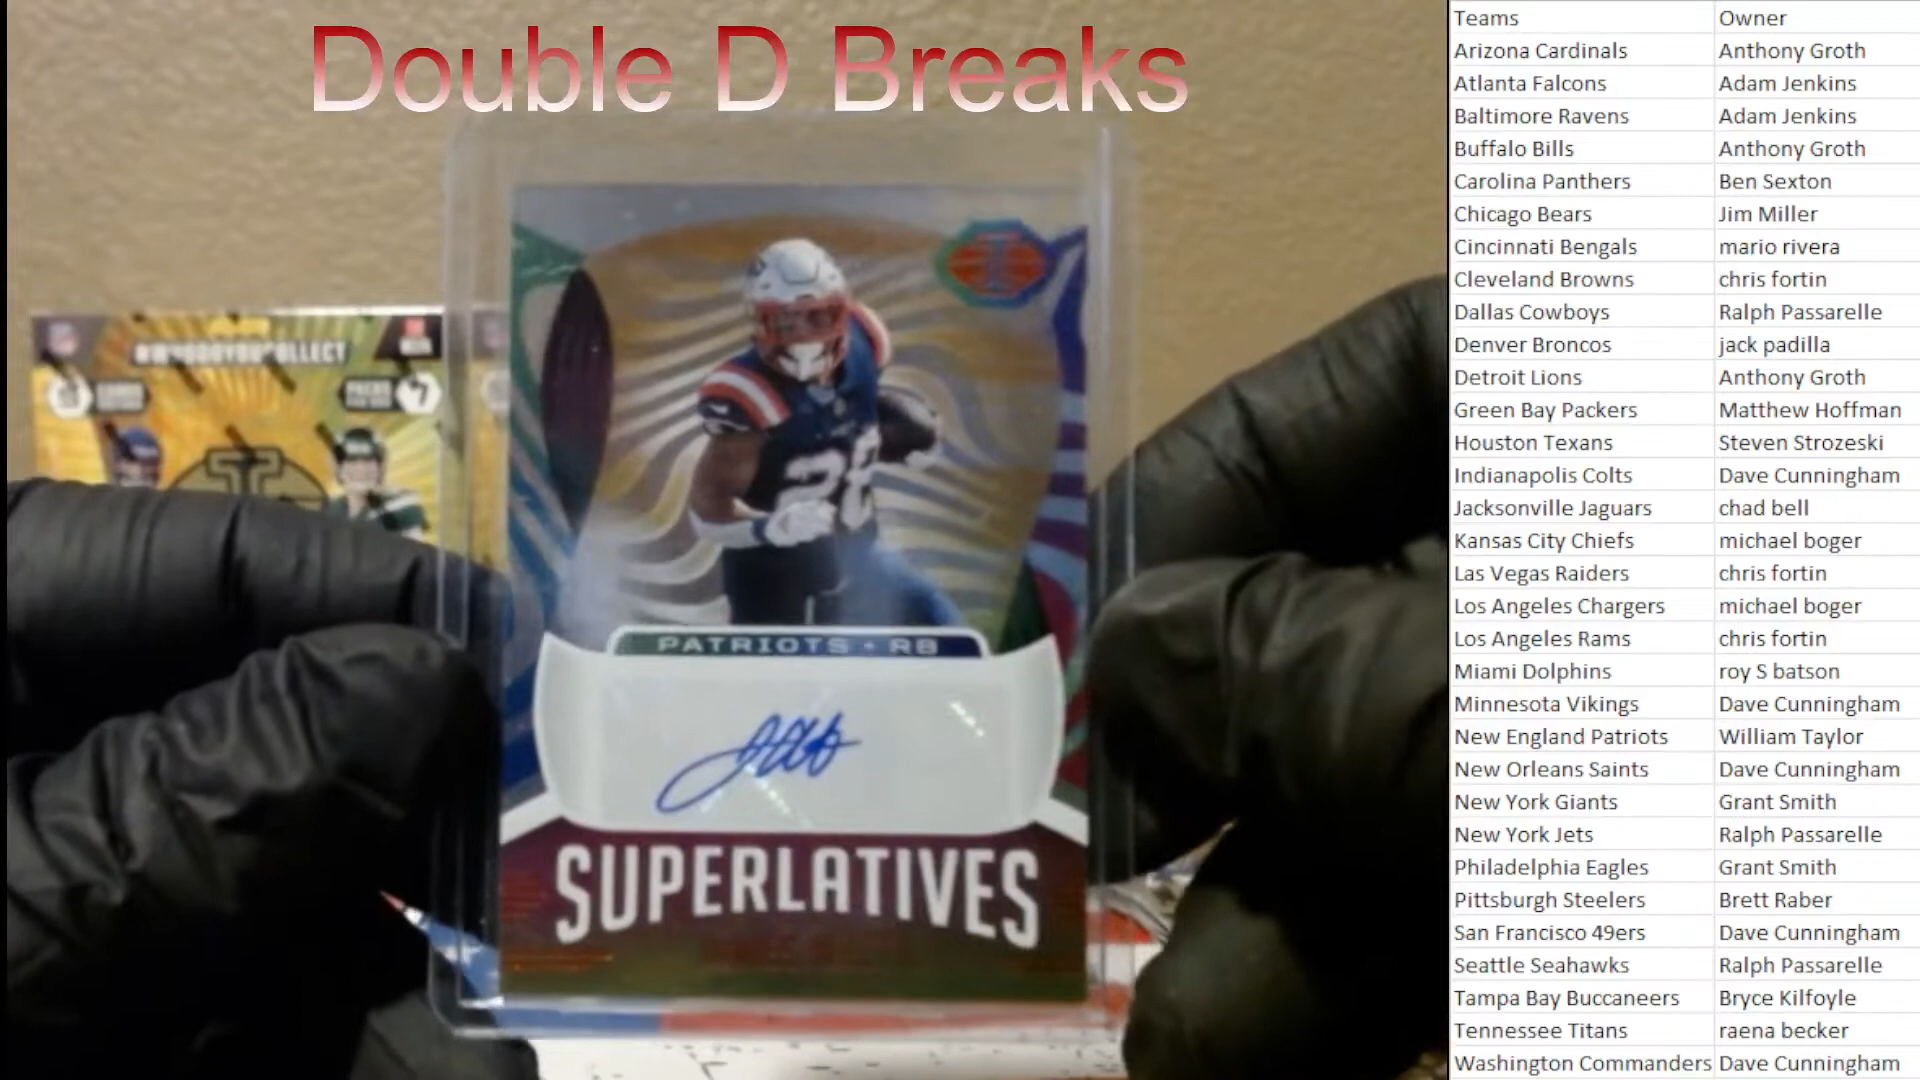 Double D Breaks
#WHODOYOUCOLLECT
CARDS
PACKS
7
28
PATRIOTS • RB
SUPERLATIVES
Teams Owner
Arizona Cardinals Anthony Groth
Atlanta Falcons Adam Jenkins
Baltimore Ravens Adam Jenkins
Buffalo Bills Anthony Groth
Carolina Panthers Ben Sexton
Chicago Bears Jim Miller
Cincinnati Bengals mario rivera
Cleveland Browns chris fortin
Dallas Cowboys Ralph Passarelle
Denver Broncos jack padilla
Detroit Lions Anthony Groth
Green Bay Packers Matthew Hoffman
Houston Texans Steven Strozeski
Indianapolis Colts Dave Cunningham
Jacksonville Jaguars chad bell
Kansas City Chiefs michael boger
Las Vegas Raiders chris fortin
Los Angeles Chargers michael boger
Los Angeles Rams chris fortin
Miami Dolphins roy S batson
Minnesota Vikings Dave Cunningham
New England Patriots William Taylor
New Orleans Saints Dave Cunningham
New York Giants Grant Smith
New York Jets Ralph Passarelle
Philadelphia Eagles Grant Smith
Pittsburgh Steelers Brett Raber
San Francisco 49ers Dave Cunningham
Seattle Seahawks Ralph Passarelle
Tampa Bay Buccaneers Bryce Kilfoyle
Tennessee Titans raena becker
Washington Commanders Dave Cunningham